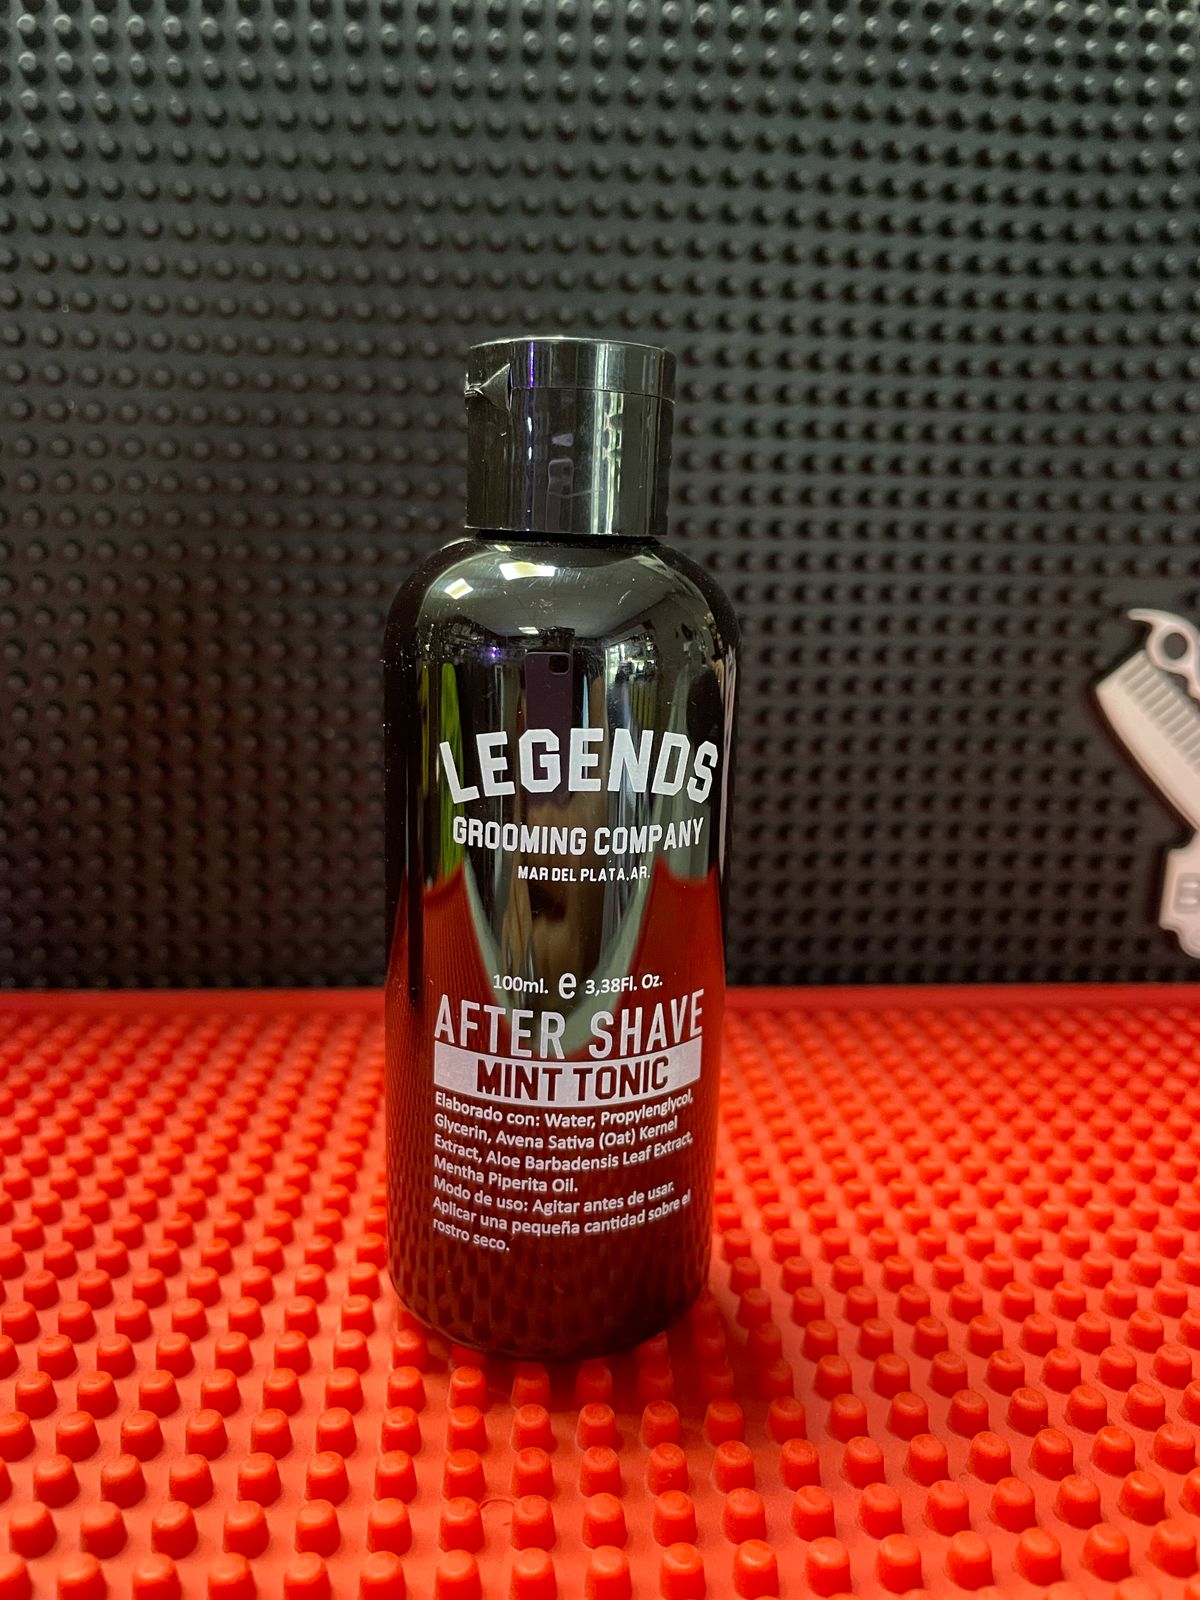 LEGENDS
GROOMING COMPANY
MAR DEL PLATA.AR.
100ml. e 3,38Fl. Oz.
AFTER SHAVE
MINT TONIC
Elaborado con: Water, Propylenglycol,
Glycerin, Avena Sativa (Oat) Kernel
Extract, Aloe Barbadensis Leaf Extract,
Mentha Piperita Oil.
Modo de uso: Agitar antes de usar.
Aplicar una pequeña cantidad sobre el
rostro seco.